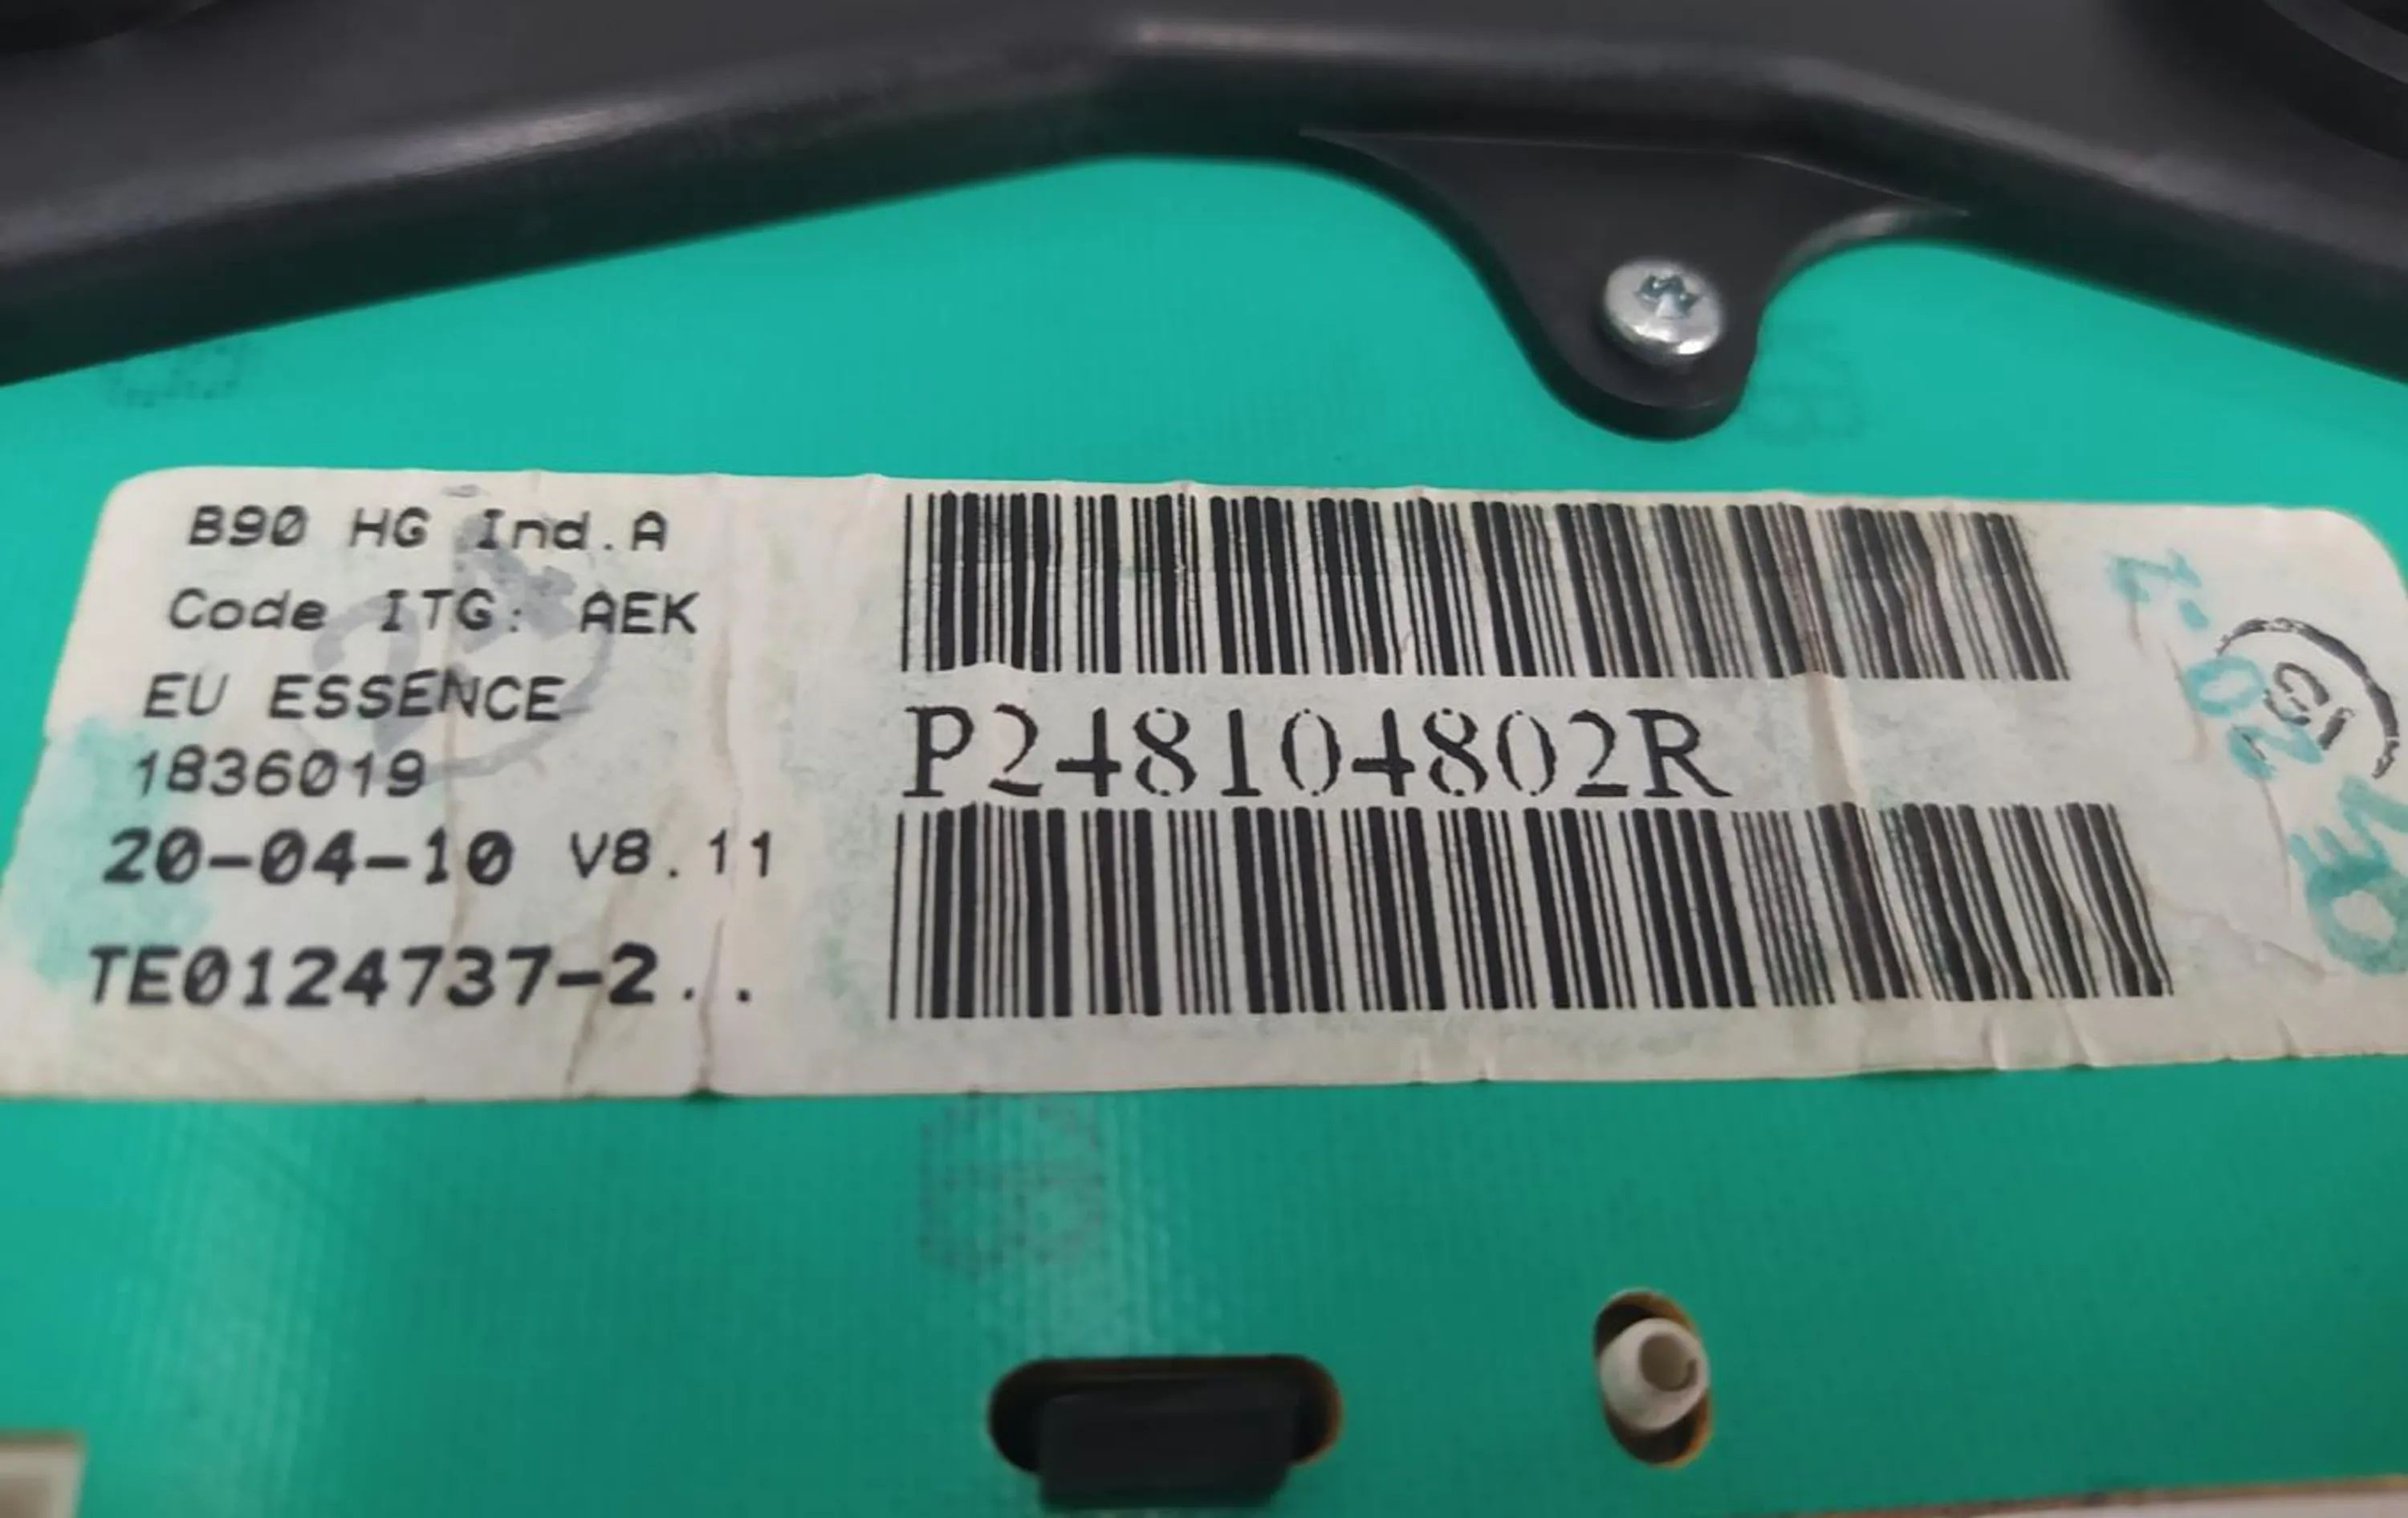 B90 HG Ind.A
Code ITG: AEK
EU ESSENCE
1836019
20-04-10 V8.11
TE0124737-2..
P248104802R